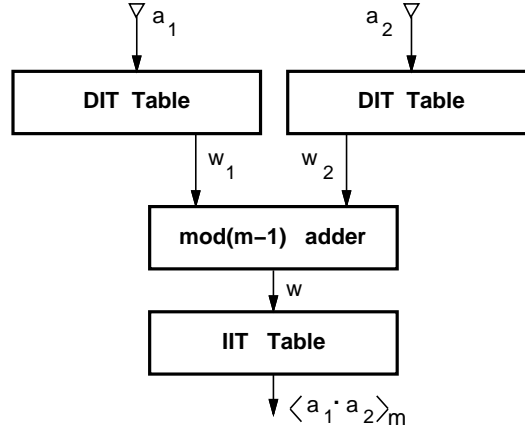 a1 a2
DIT Table DIT Table
w1 w2
mod(m−1) adder
w
IIT Table
⟨a1 · a2⟩m